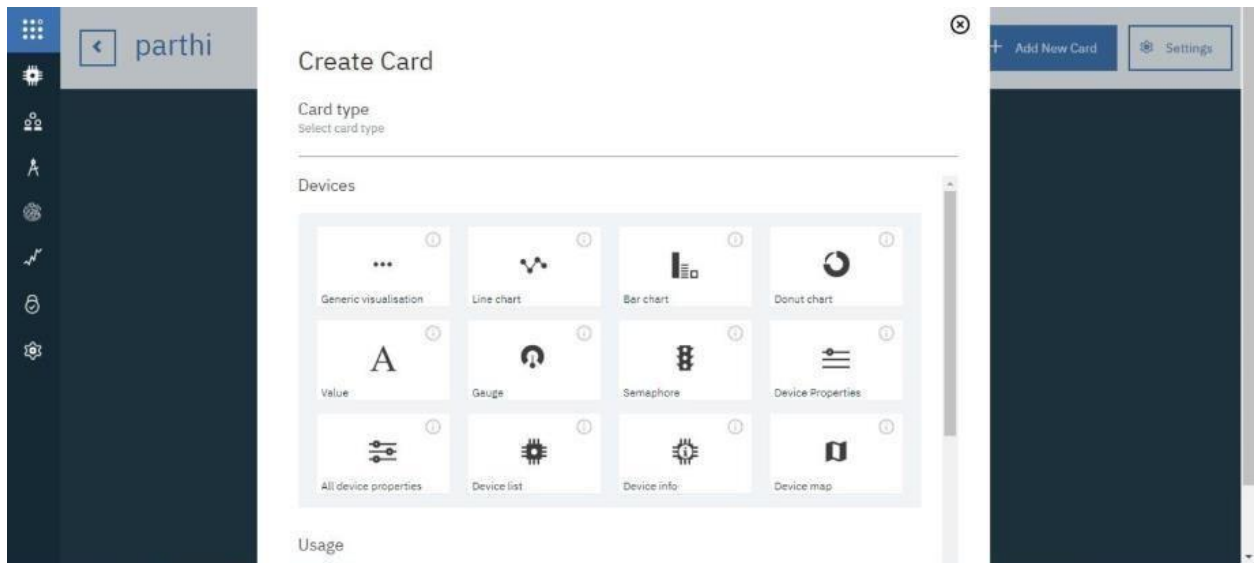 parthi
+ Add New Card
Settings
Create Card
Card type
Select card type
Devices
Generic visualisation
Line chart
Bar chart
Donut chart
A
Value
Gauge
Semaphore
Device Properties
All device properties
Device list
Device info
Device map
Usage